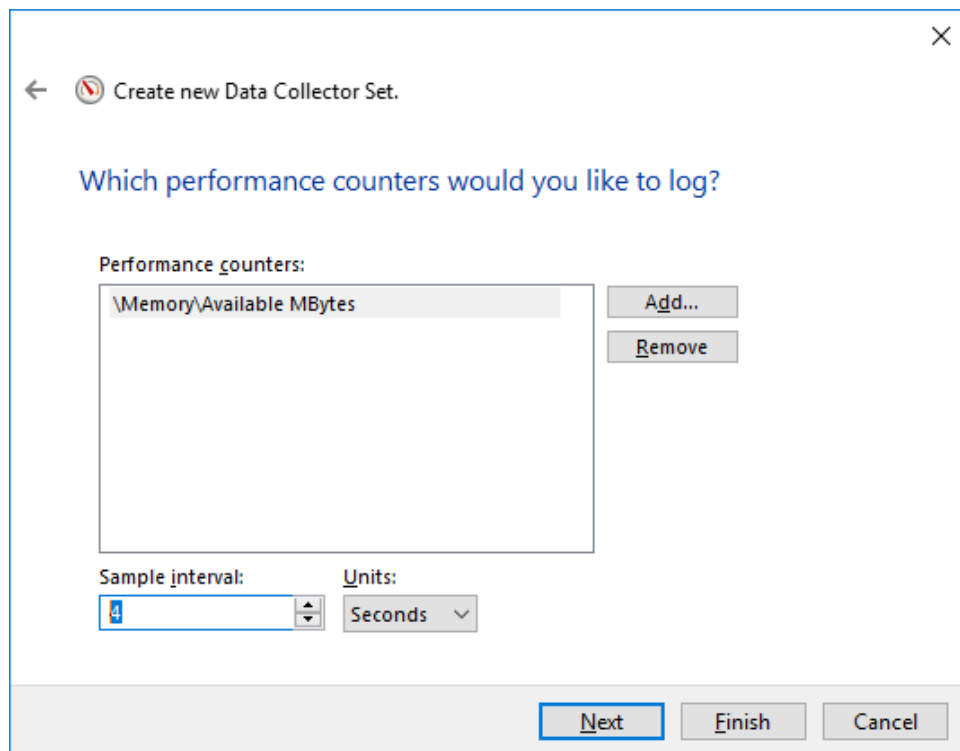 Create new Data Collector Set.
Which performance counters would you like to log?
Performance counters:
\Memory\Available MBytes
Add...
Remove
Sample interval:
Units:
4
Seconds
Next
Finish
Cancel